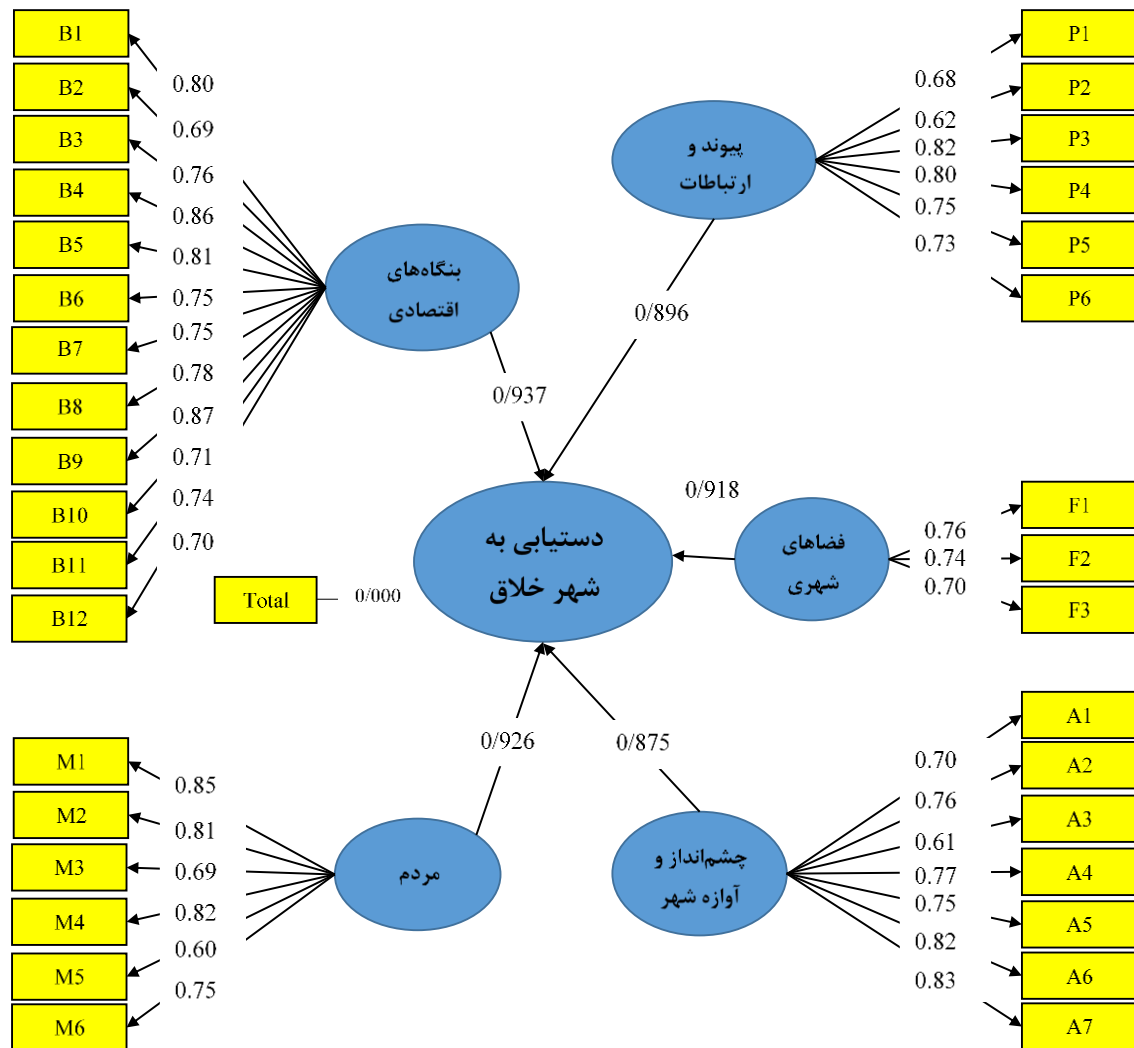 B1
0.80
B2
0.69
B3
0.76
B4
0.86
B5
0.81
B6
0.75
B7
0.75
B8
0.78
B9
0.87
B10
0.71
B11
0.74
B12
0.70
بنگاه‌های
اقتصادی
0/937
P1
0.68
P2
0.62
P3
0.82
P4
0.80
P5
0.75
P6
0.73
پیوند و
ارتباطات
0/896
دستیابی به
شهر خلاق
Total
0/000
0/918
فضاهای
شهری
F1
0.76
F2
0.74
F3
0.70
M1
0.85
M2
0.81
M3
0.69
M4
0.82
M5
0.60
M6
0.75
مردم
0/926
0/875
چشم‌انداز و
آوازه شهر
A1
0.70
A2
0.76
A3
0.61
A4
0.77
A5
0.75
A6
0.82
A7
0.83